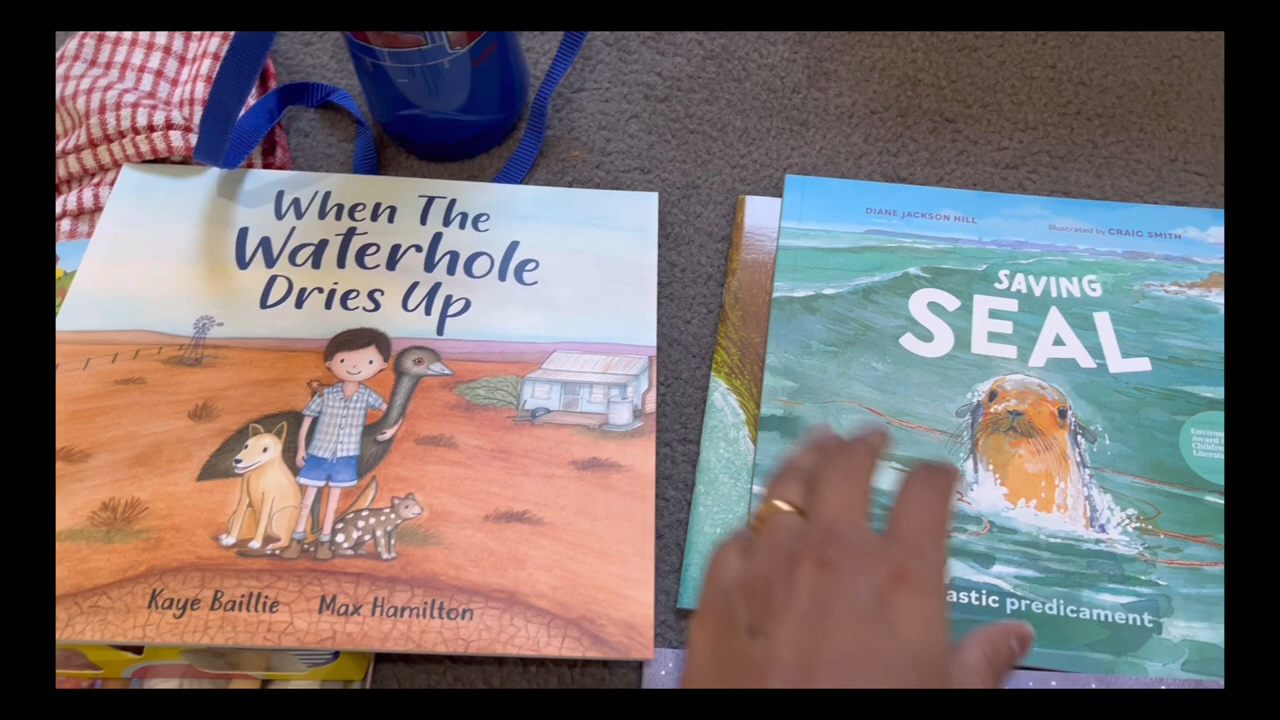 When The
Waterhole
Dries Up
Kaye Baillie Max Hamilton
DIANE JACKSON HILL
Illustrated by CRAIG SMITH
SAVING
SEAL
Award
predicament